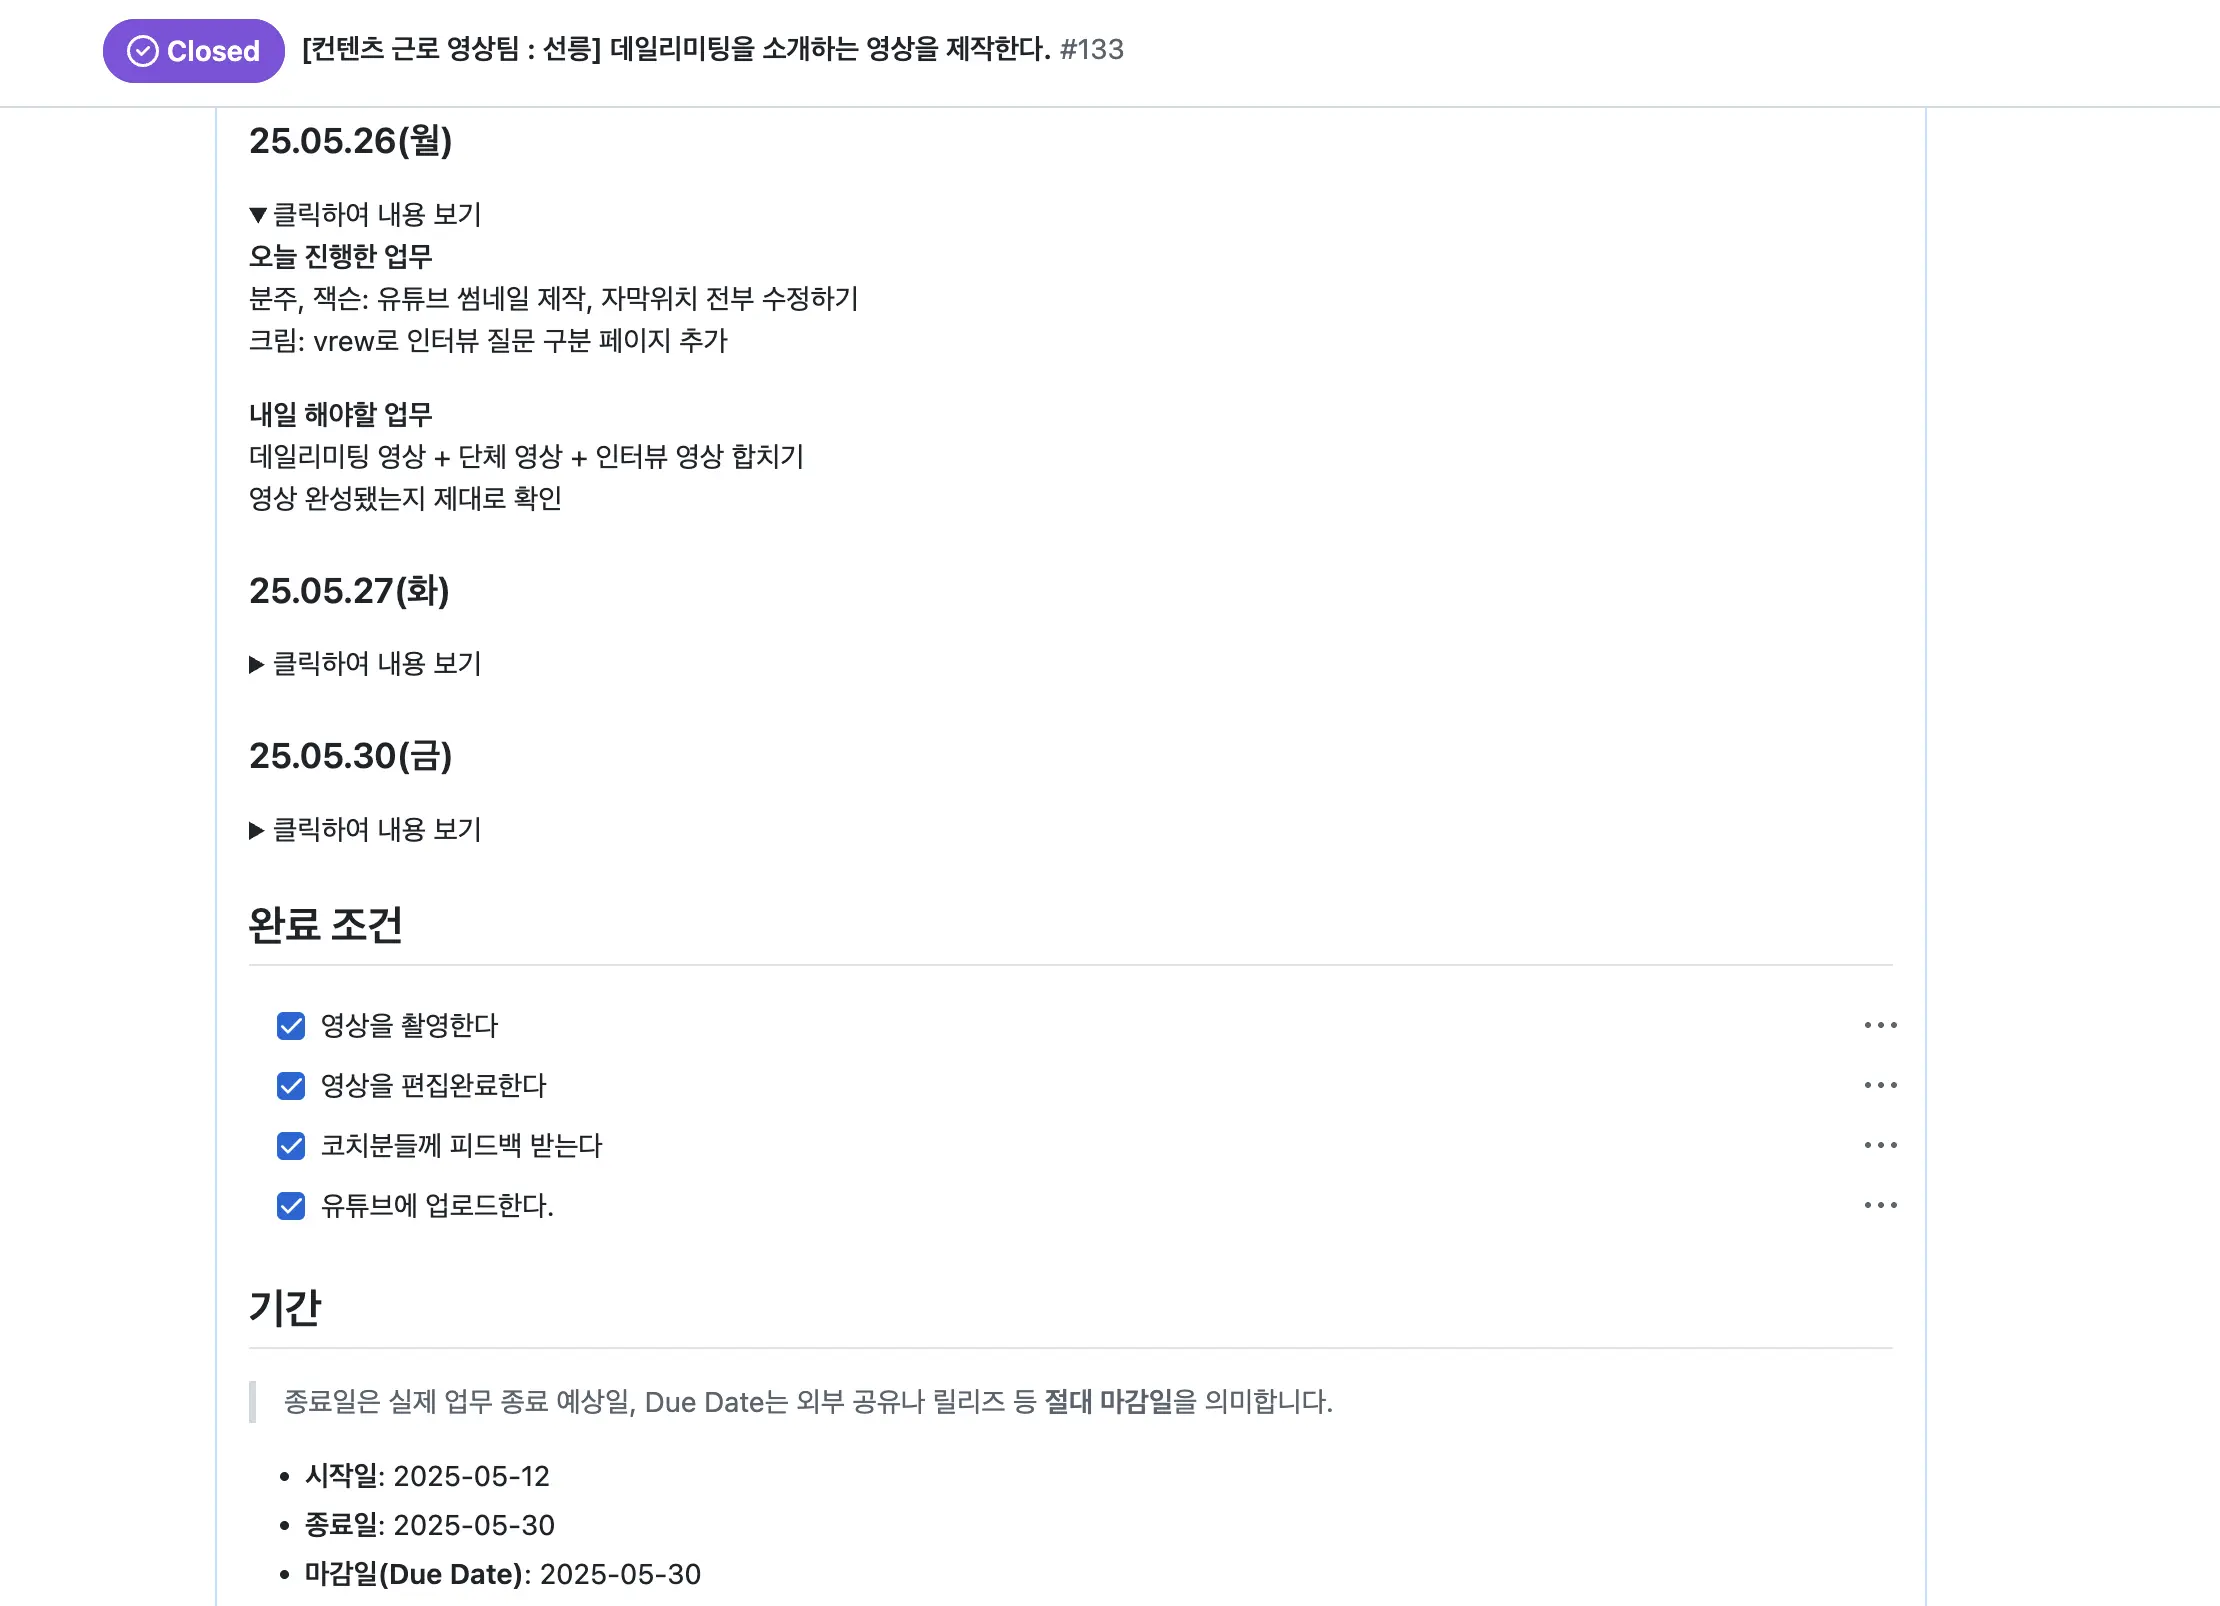 Closed [컨텐츠 근로 영상팀 : 선릉] 데일리미팅을 소개하는 영상을 제작한다. #133
25.05.26(월)
클릭하여 내용 보기
오늘 진행한 업무
분주, 잭슨: 유튜브 썸네일 제작, 자막위치 전부 수정하기
크림: vrew로 인터뷰 질문 구분 페이지 추가
내일 해야할 업무
데일리미팅 영상 + 단체 영상 + 인터뷰 영상 합치기
영상 완성됐는지 제대로 확인
25.05.27(화)
클릭하여 내용 보기
25.05.30(금)
클릭하여 내용 보기
완료 조건
영상을 촬영한다
영상을 편집완료한다
코치분들께 피드백 받는다
유튜브에 업로드한다.
기간
종료일은 실제 업무 종료 예상일, Due Date는 외부 공유나 릴리즈 등 절대 마감일을 의미합니다.
시작일: 2025-05-12
종료일: 2025-05-30
마감일(Due Date): 2025-05-30